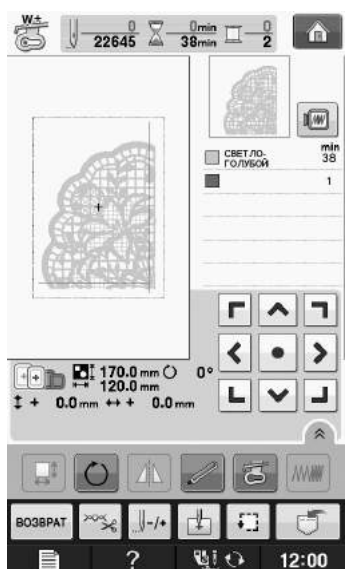 W±
0 0min 0
22645 38min 2
min
СВЕТЛО- 38
ГОЛУБОЙ
1
170.0 mm 0°
120.0 mm
+ 0.0 mm + 0.0 mm
ВОЗВРАТ -/+
? 12:00